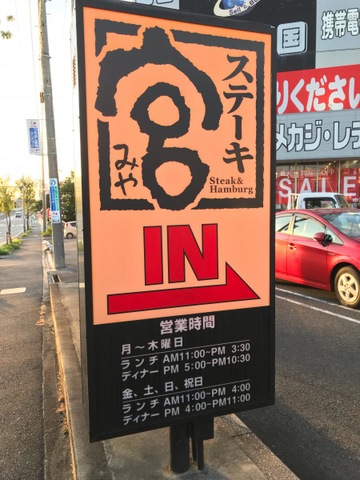 ステーキ
宮
みや
Steak&
Hamburg
IN
営業時間
月～木曜日
ランチ AM11:00~PM 3:30
ディナー PM 5:00~PM10:30
金、土、日、祝日
ランチ AM11:00~PM 4:00
ディナー PM 4:00~PM11:00
国
携帯電
りください
メカジ・レデ
SALE